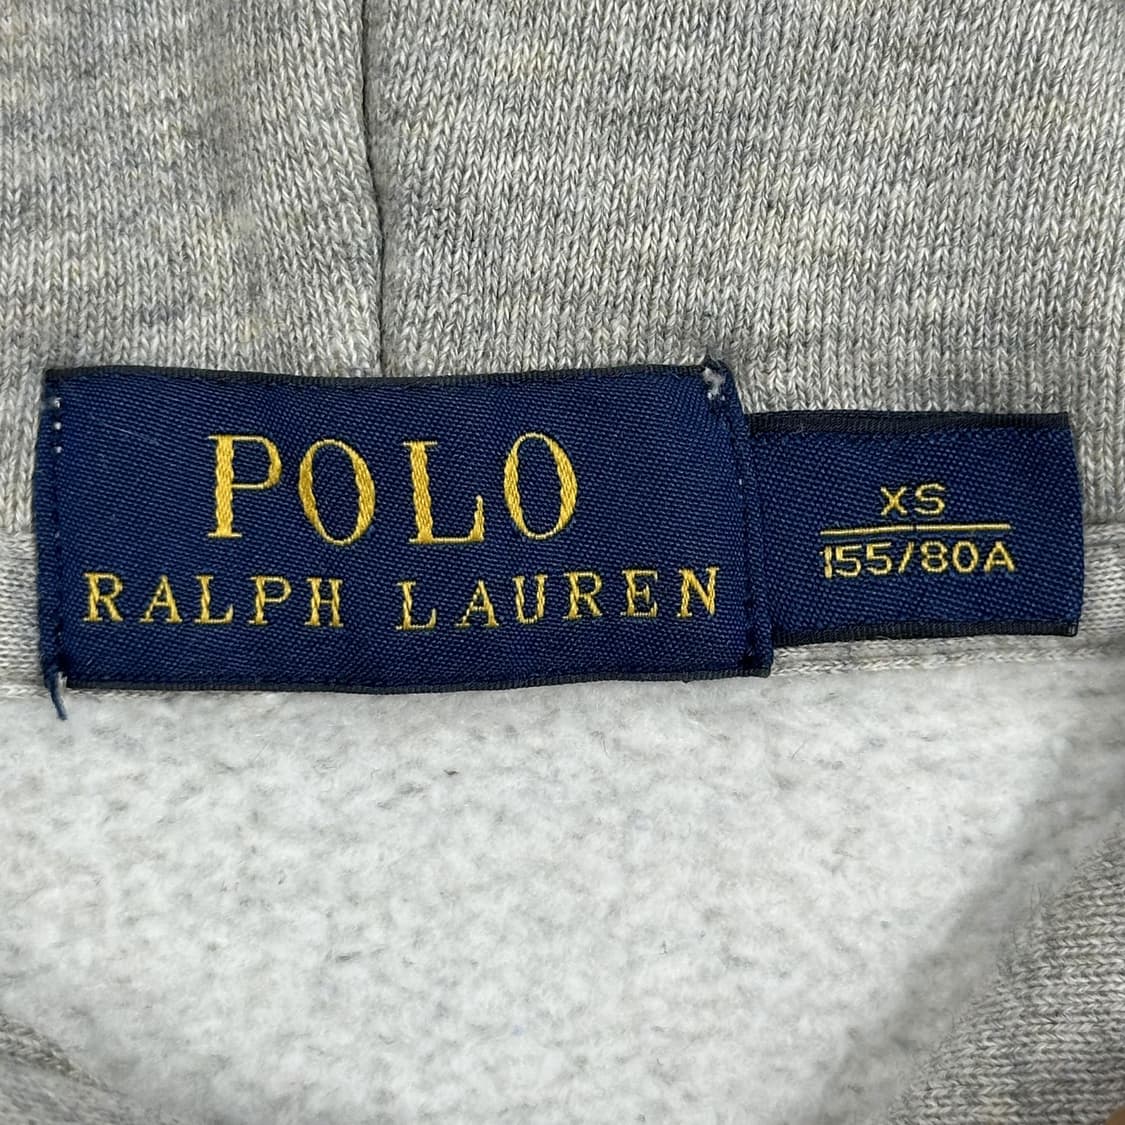 POLO
RALPH LAUREN
XS
155/80A